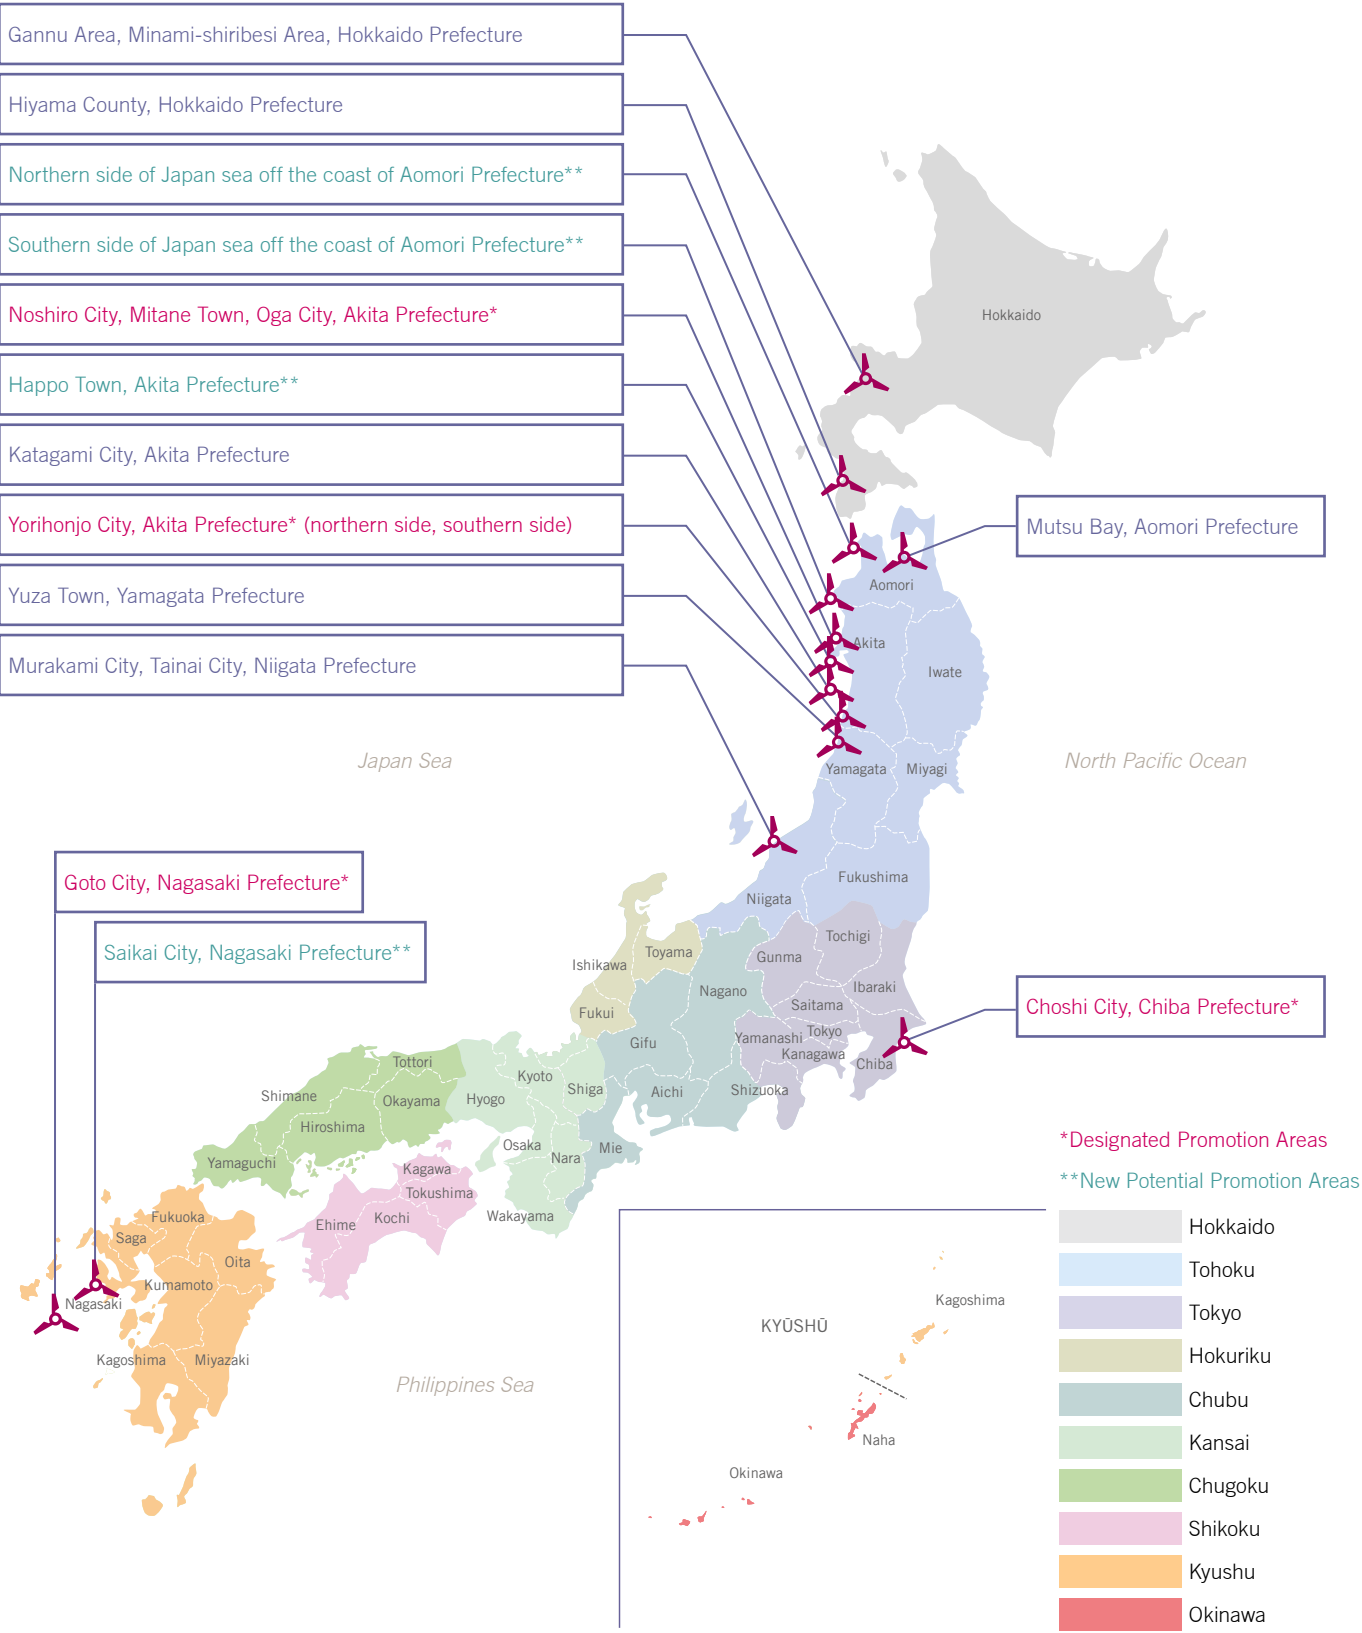 Gannu Area, Minami-shiribesi Area, Hokkaido Prefecture
Hiyama County, Hokkaido Prefecture
Northern side of Japan sea off the coast of Aomori Prefecture**
Southern side of Japan sea off the coast of Aomori Prefecture**
Noshiro City, Mitane Town, Oga City, Akita Prefecture*
Happo Town, Akita Prefecture**
Katagami City, Akita Prefecture
Yorihonjo City, Akita Prefecture* (northern side, southern side)
Yuza Town, Yamagata Prefecture
Murakami City, Tainai City, Niigata Prefecture
Hokkaido
Mutsu Bay, Aomori Prefecture
Aomori
Akita
Iwate
Japan Sea
North Pacific Ocean
Yamagata
Miyagi
Fukushima
Niigata
Goto City, Nagasaki Prefecture*
Saikai City, Nagasaki Prefecture**
Tochigi
Toyama
Gunma
Ishikawa
Ibaraki
Nagano
Saitama
Fukui
Choshi City, Chiba Prefecture*
Tokyo
Yamanashi
Gifu
Kanagawa
Chiba
Tottori
Kyoto
Shiga
Aichi
Shizuoka
Shimane
Okayama
Hyogo
Hiroshima
Osaka
Mie
Nara
Yamaguchi
Kagawa
Tokushima
Wakayama
Kochi
Ehime
Fukuoka
Saga
Oita
Kumamoto
Nagasaki
Kagoshima
Miyazaki
Philippines Sea
*Designated Promotion Areas
**New Potential Promotion Areas
Hokkaido
Tohoku
Tokyo
Hokuriku
Chubu
Kansai
Chugoku
Shikoku
Kyushu
Okinawa
Kagoshima
KYŪSHŪ
Naha
Okinawa